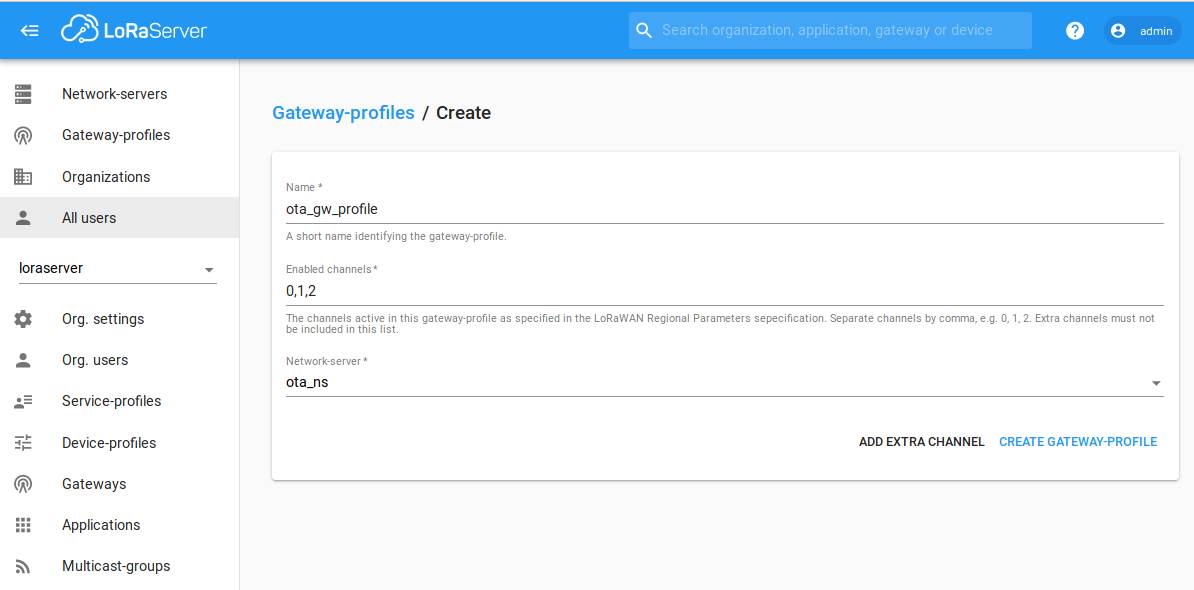 LoRaServer
Search organization, application, gateway or device
?
admin
Network-servers
Gateway-profiles
Organizations
All users
loraserver
Org. settings
Org. users
Service-profiles
Device-profiles
Gateways
Applications
Multicast-groups
Gateway-profiles / Create
Name *
ota_gw_profile
A short name identifying the gateway-profile.
Enabled channels *
0,1,2
The channels active in this gateway-profile as specified in the LoRaWAN Regional Parameters sepecification. Separate channels by comma, e.g. 0, 1, 2. Extra channels must not
be included in this list.
Network-server *
ota_ns
ADD EXTRA CHANNEL
CREATE GATEWAY-PROFILE